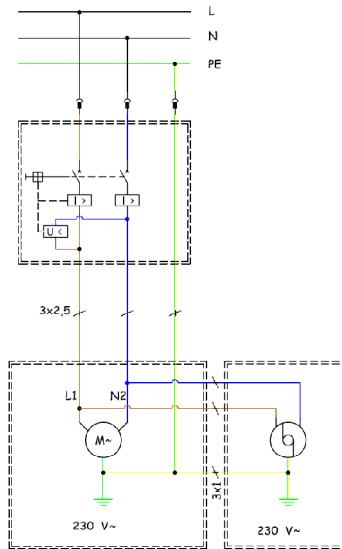 L
N
PE
I > I >
U <
3x2,5
L1 N2
M~
3x1
230 V~ 230 V~